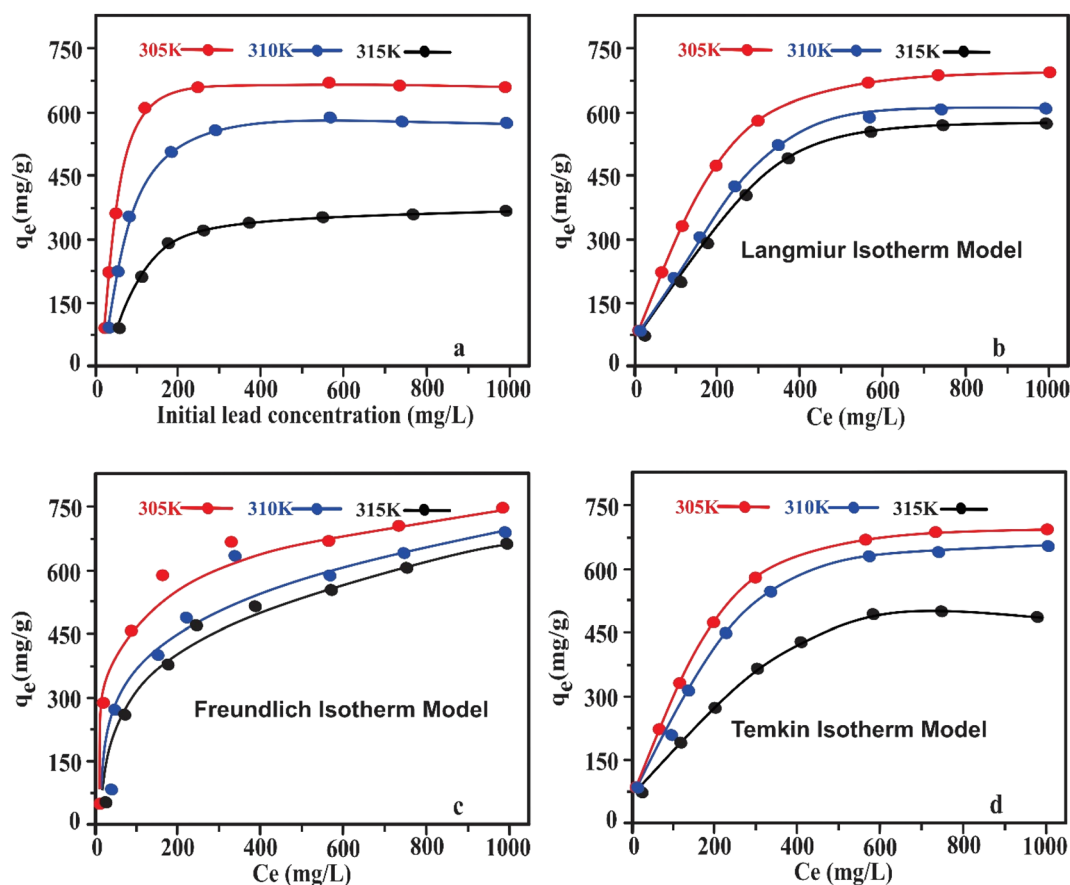 750
600
450
300
150
0
qe(mg/g)
305K 310K 315K
a
0 200 400 600 800 1000
Initial lead concentration (mg/L)
750
600
450
300
150
0
qe(mg/g)
305K 310K 315K
Langmiur Isotherm Model
b
0 200 400 600 800 1000
Ce (mg/L)
750
600
450
300
150
0
qe(mg/g)
305K 310K 315K
Freundlich Isotherm Model
c
0 200 400 600 800 1000
Ce (mg/L)
750
600
450
300
150
0
qe(mg/g)
305K 310K 315K
Temkin Isotherm Model
d
0 200 400 600 800 1000
Ce (mg/L)